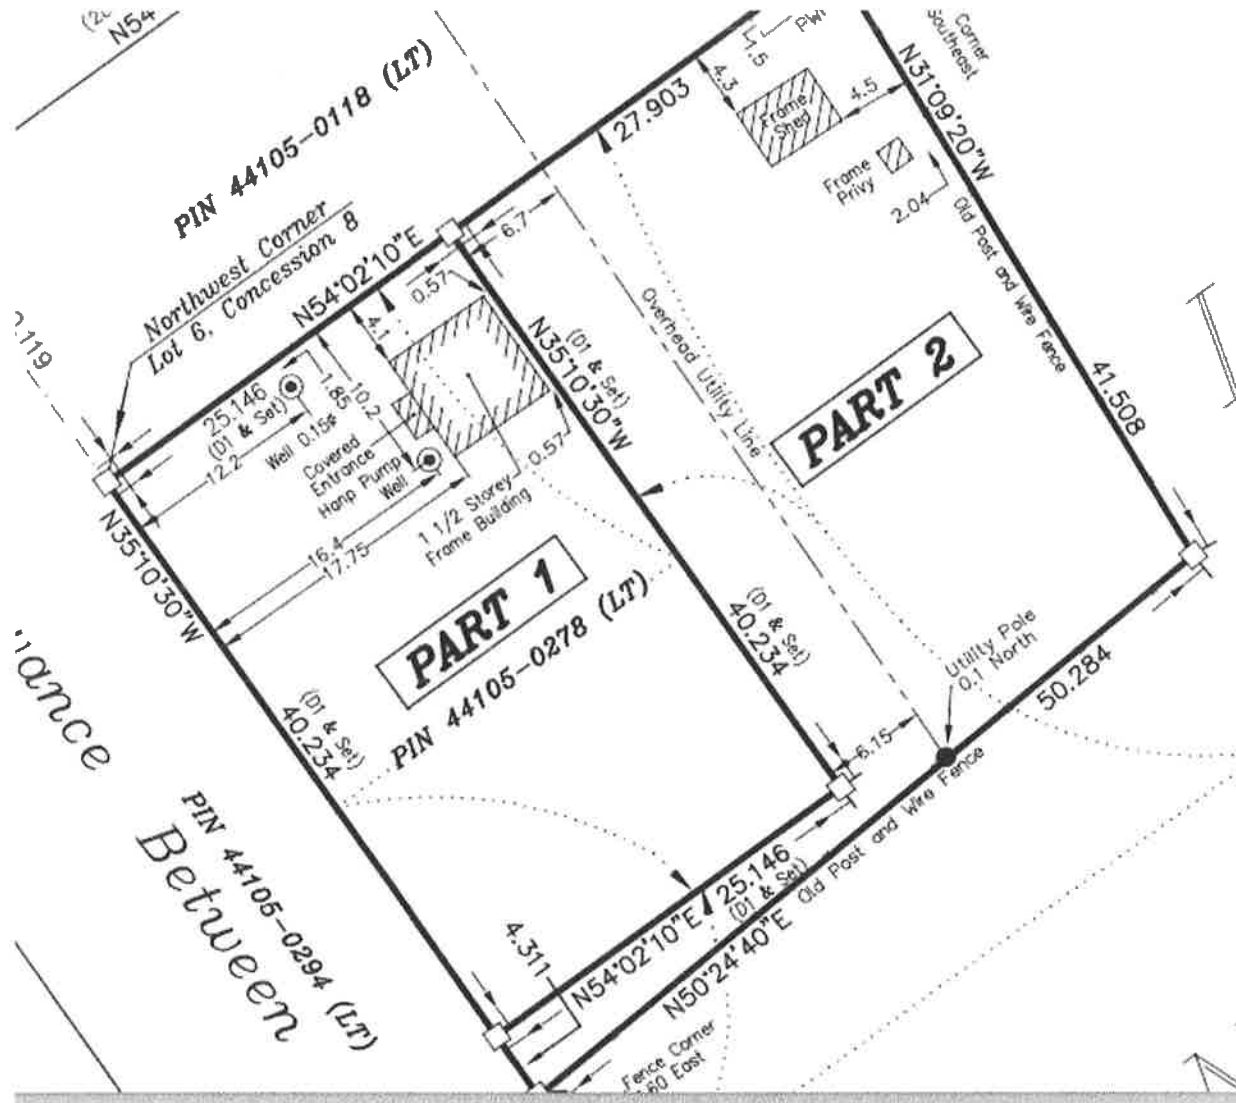 N54
PIN 44105-0118 (LT)
Northwest Corner
Lot 6, Concession 8
N54°02'10"E
27.903
1.5
4.3
Frame
Shed
4.5
Corner
Southeast
N31°09'20"W
Frame
Privy
2.04
Old Post and Wire Fence
6.7
0.57
4.1
10.2
1.85
25.146
(D1 & Set)
12.2
Well 0.15ø
Covered
Entrance
Hand Pump
Well
0.57
1 1/2 Storey
Frame Building
16.4
17.75
N35°10'30"W
(D1 & Set)
Overhead Utility Line
PART 2
41.508
N35°10'30"W
PART 1
PIN 44105-0278 (LT)
(D1 & Set)
40.234
(D1 & Set)
40.234
Utility Pole
0.1 North
50.284
6.15
Old Post and Wire Fence
25.146
(D1 & Set)
N54°02'10"E
N50°24'40"E
4.311
Fence Corner
60 East
PIN 44105-0294 (LT)
Between